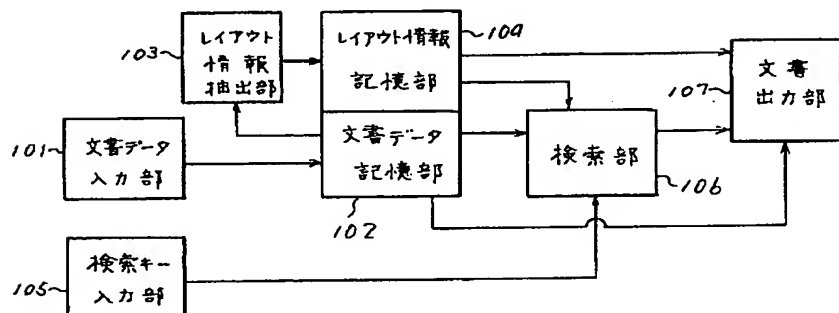 103
レイアウト
情報
抽出部
レイアウト情報
記憶部
104
文書
出力部
107
101
文書データ
入力部
文書データ
記憶部
102
検索部
106
105
検索キー
入力部